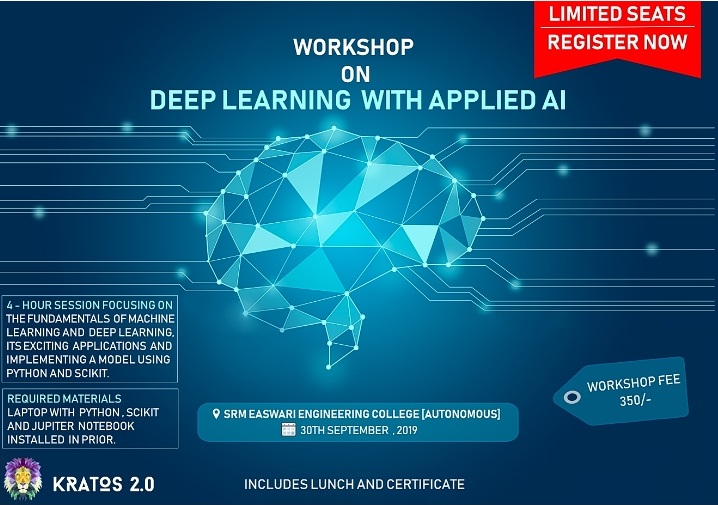 LIMITED SEATS
REGISTER NOW
WORKSHOP
ON
DEEP LEARNING WITH APPLIED AI
4 - HOUR SESSION FOCUSING ON
THE FUNDAMENTALS OF MACHINE
LEARNING AND DEEP LEARNING,
ITS EXCITING APPLICATIONS AND
IMPLEMENTING A MODEL USING
PYTHON AND SCIKIT.
REQUIRED MATERIALS
LAPTOP WITH PYTHON , SCIKIT
AND JUPITER NOTEBOOK
INSTALLED IN PRIOR.
WORKSHOP FEE
350/-
SRM EASWARI ENGINEERING COLLEGE [AUTONOMOUS]
30TH SEPTEMBER , 2019
KRATOS 2.0
INCLUDES LUNCH AND CERTIFICATE